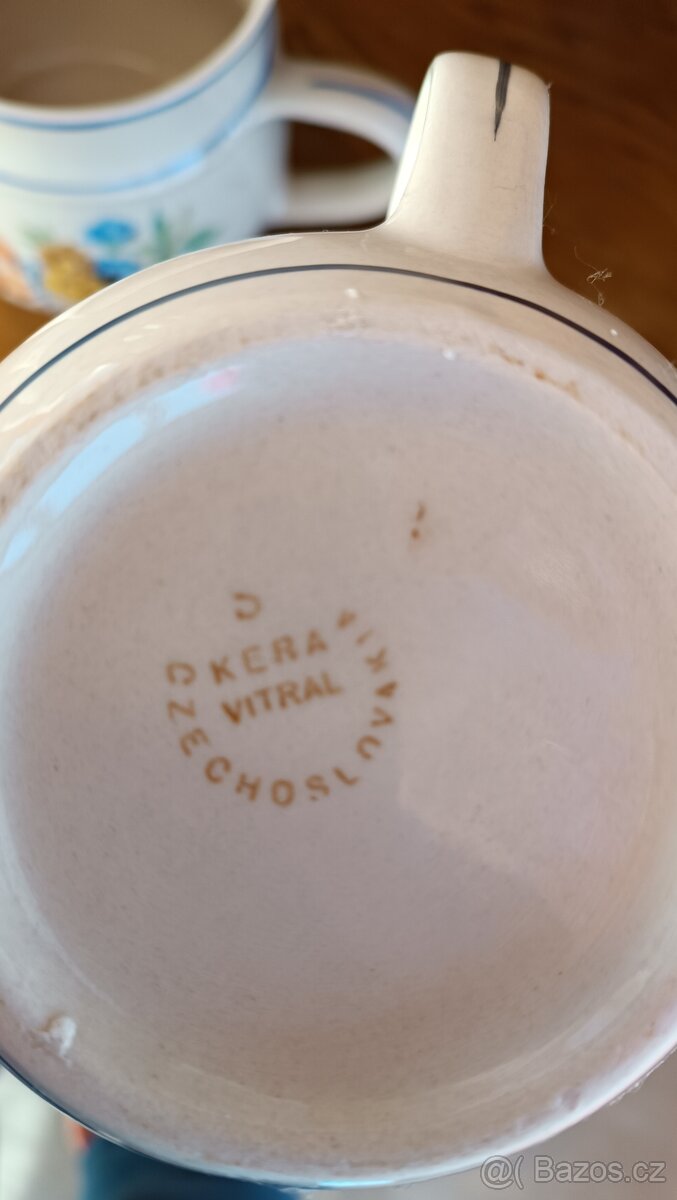 C
KERA
VITRAL
CZECHOSLOVAKIA
@( Bazos.cz